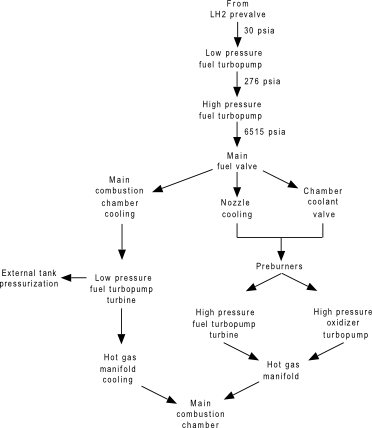 From
LH2 prevalve
30 psia
Low pressure
fuel turbopump
276 psia
High pressure
fuel turbopump
6515 psia
Main
fuel valve
Main
combustion
chamber
cooling
Nozzle
cooling
Chamber
coolant
valve
External tank
pressurization
Low pressure
fuel turbopump
turbine
Preburners
High pressure
fuel turbopump
turbine
High pressure
oxidizer
turbopump
Hot gas
manifold
cooling
Hot gas
manifold
Main
combustion
chamber